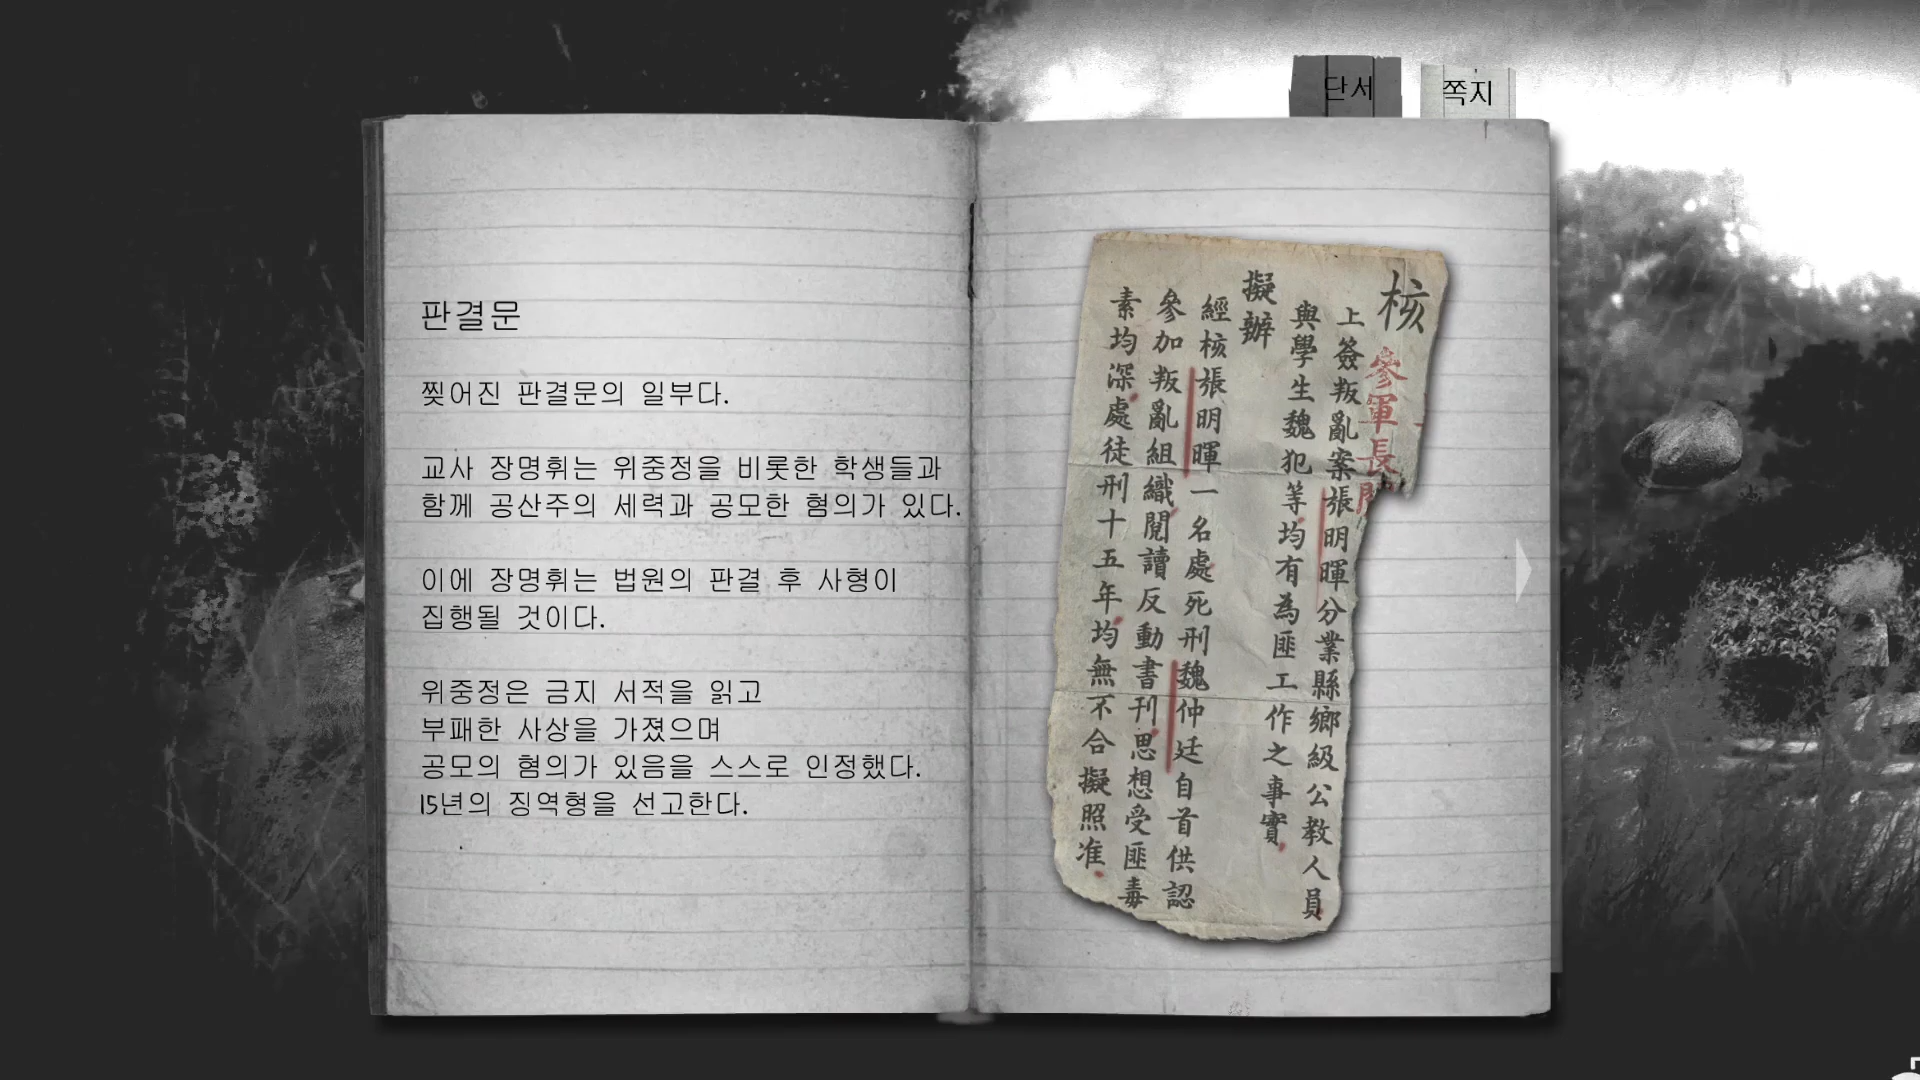 단서
쪽지
판결문
찢어진 판결문의 일부다.
교사 장명휘는 위중정을 비롯한 학생들과
함께 공산주의 세력과 공모한 혐의가 있다.
이에 장명휘는 법원의 판결 후 사형이
집행될 것이다.
위중정은 금지 서적을 읽고
부패한 사상을 가졌으며
공모의 혐의가 있음을 스스로 인정했다.
15년의 징역형을 선고한다.
核
參軍長閱
上簽叛亂案張明暉分業縣鄉級公教人員
與學生魏犯等均有為匪工作之事實
擬辦
經核張明暉一名處死刑魏仲廷自首供認
參加叛亂組織閱讀反動書刊思想受匪毒
素均深處徒刑十五年均無不合擬照准